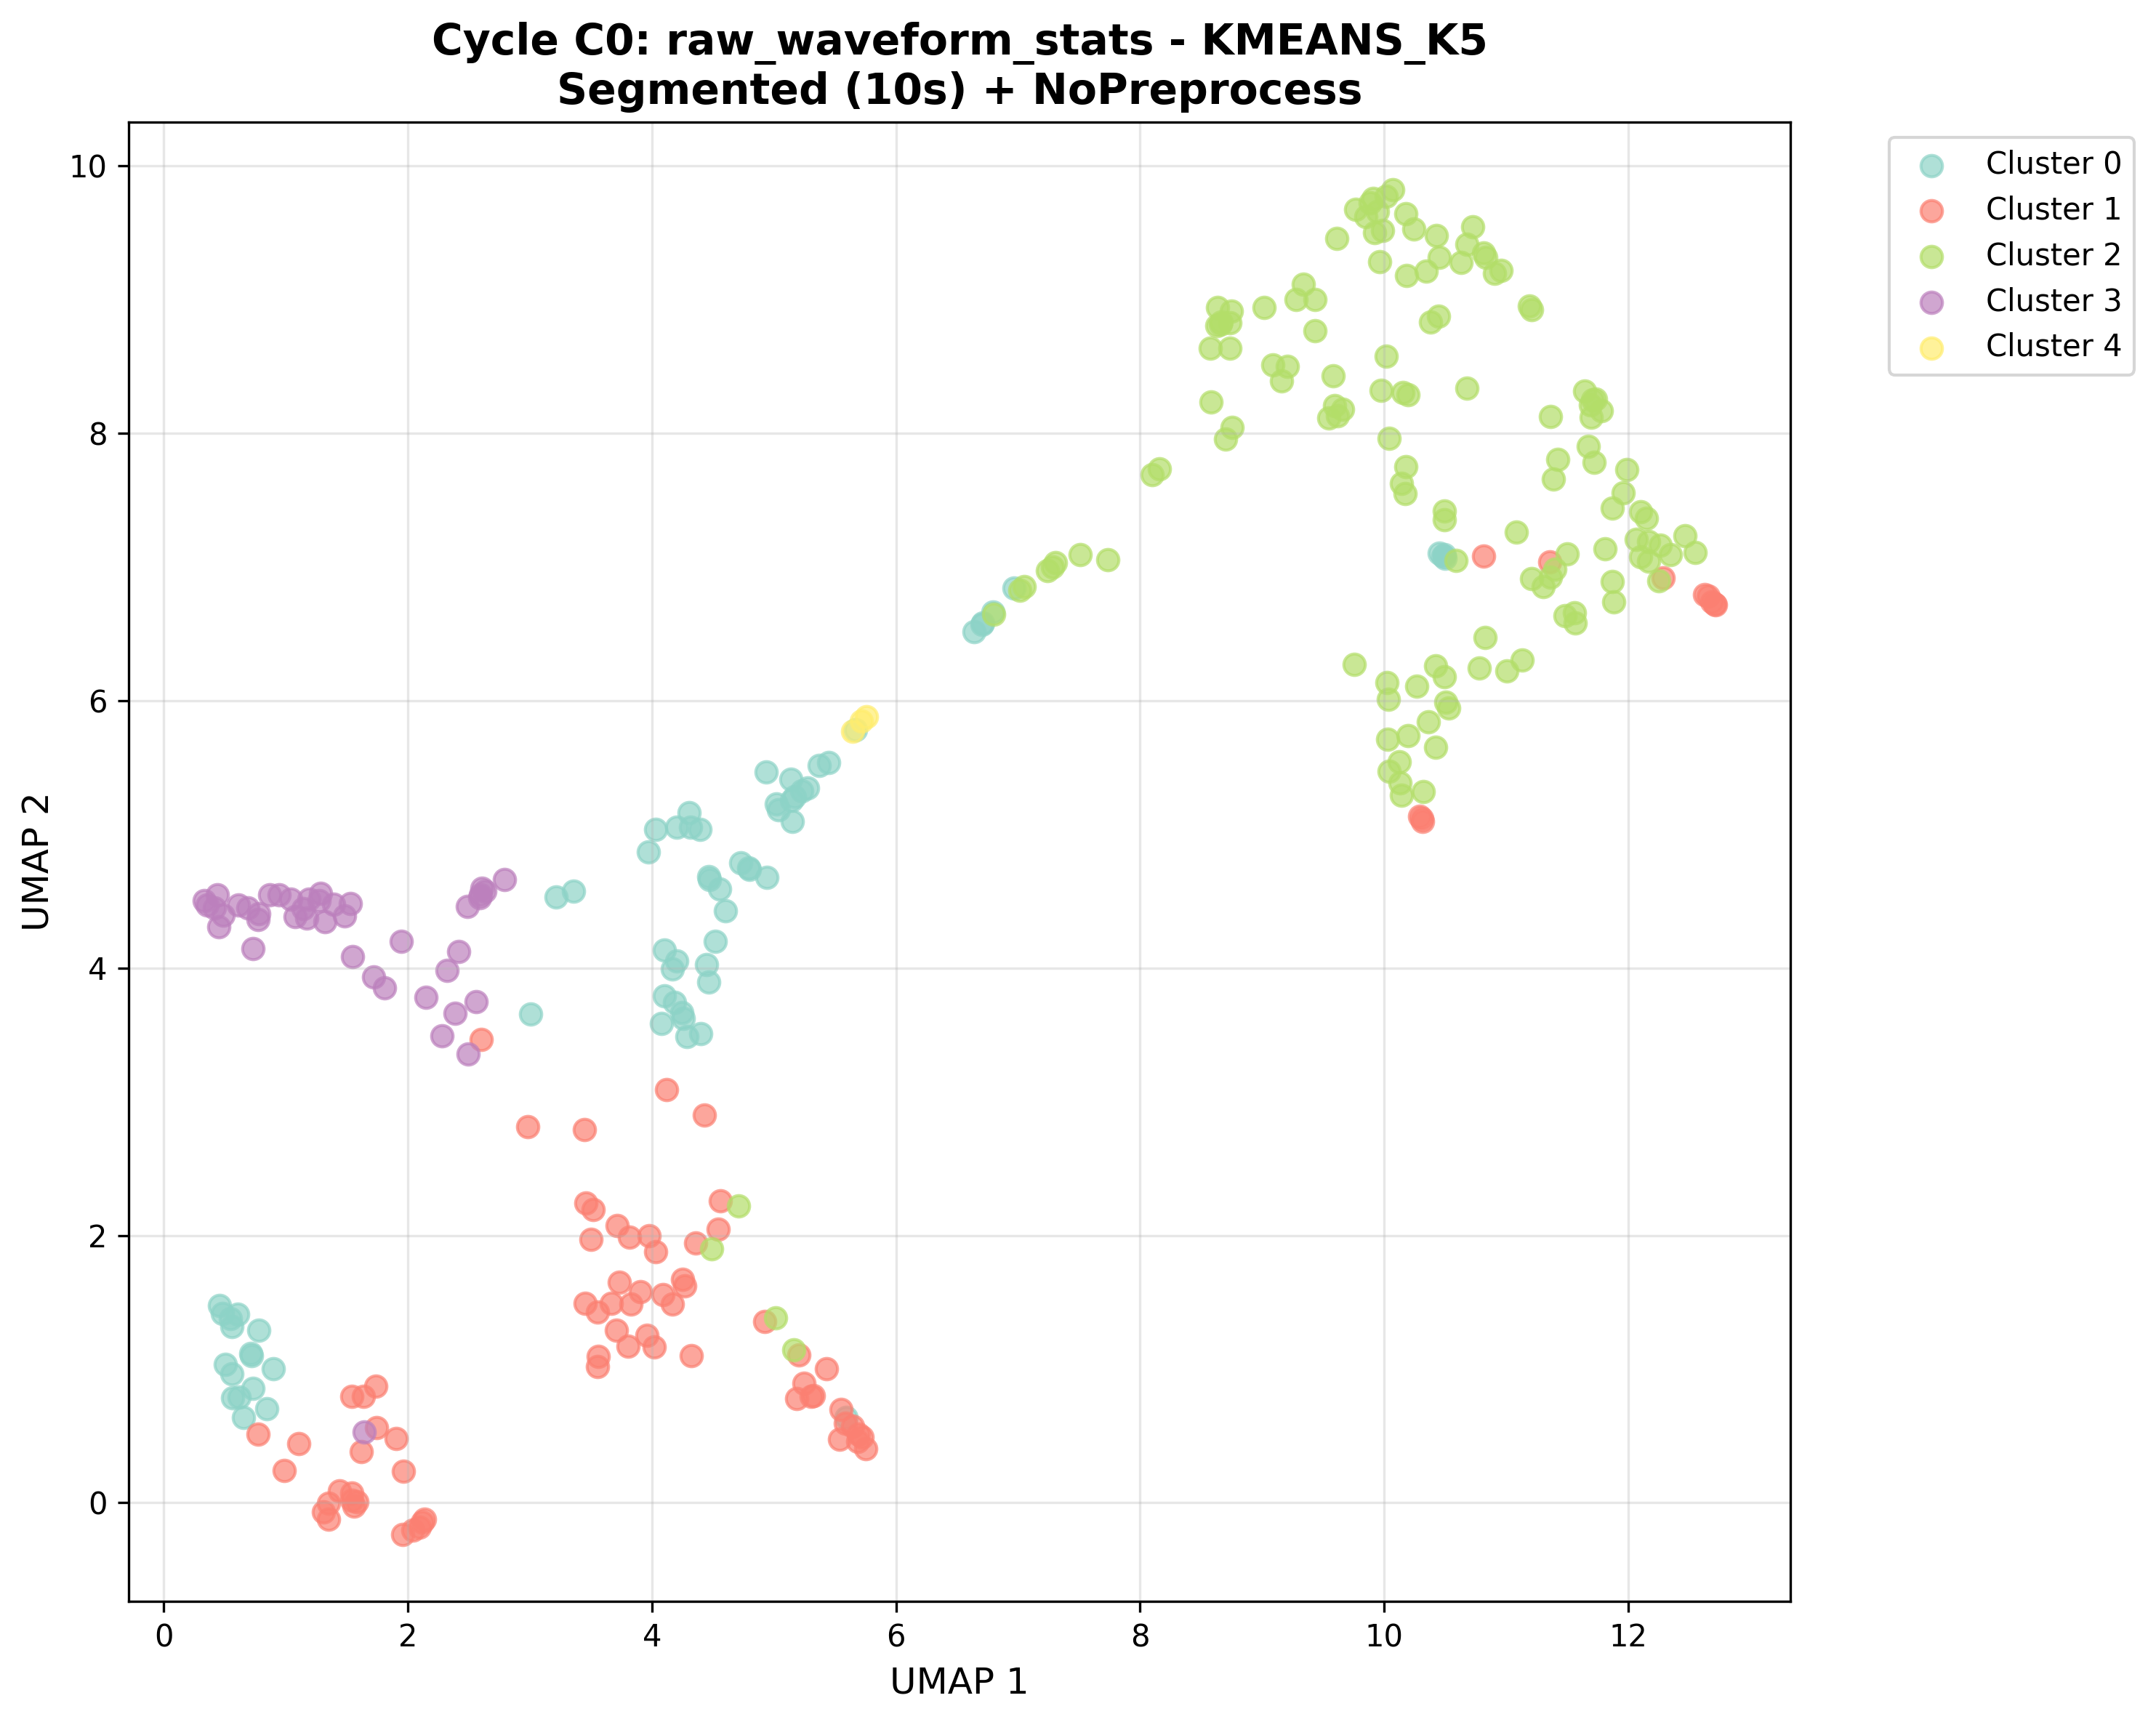 Cycle C0: raw_waveform_stats - KMEANS_K5
Segmented (10s) + NoPreprocess
Cluster 0
Cluster 1
Cluster 2
Cluster 3
Cluster 4
10
8
6
4
2
0
UMAP 2
0 2 4 6 8 10 12
UMAP 1